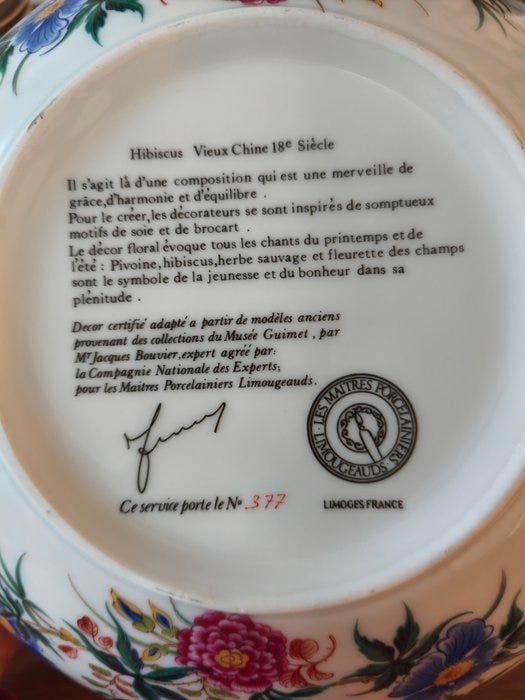 Hibiscus Vieux Chine 18e Siècle
Il s'agit là d'une composition qui est une merveille de
grâce,d'harmonie et d'équilibre .
Pour le créer,les décorateurs se sont inspirés de somptueux
motifs de soie et de brocart .
Le décor floral évoque tous les chants du printemps et de
l'été : Pivoine,hibiscus,herbe sauvage et fleurette des champs
sont le symbole de la jeunesse et du bonheur dans sa
plénitude .
Decor certifié adapté a partir de modèles anciens
provenant des collections du Musée Guimet , par
Mr Jacques Bouvier,expert agréé par:
la Compagnie Nationale des Experts;
pour les Maitres Porcelainiers Limougeauds.
· LES MAITRES PORCELAINIERS · LIMOUGEAUDS
Ce service porte le No 377
LIMOGES FRANCE